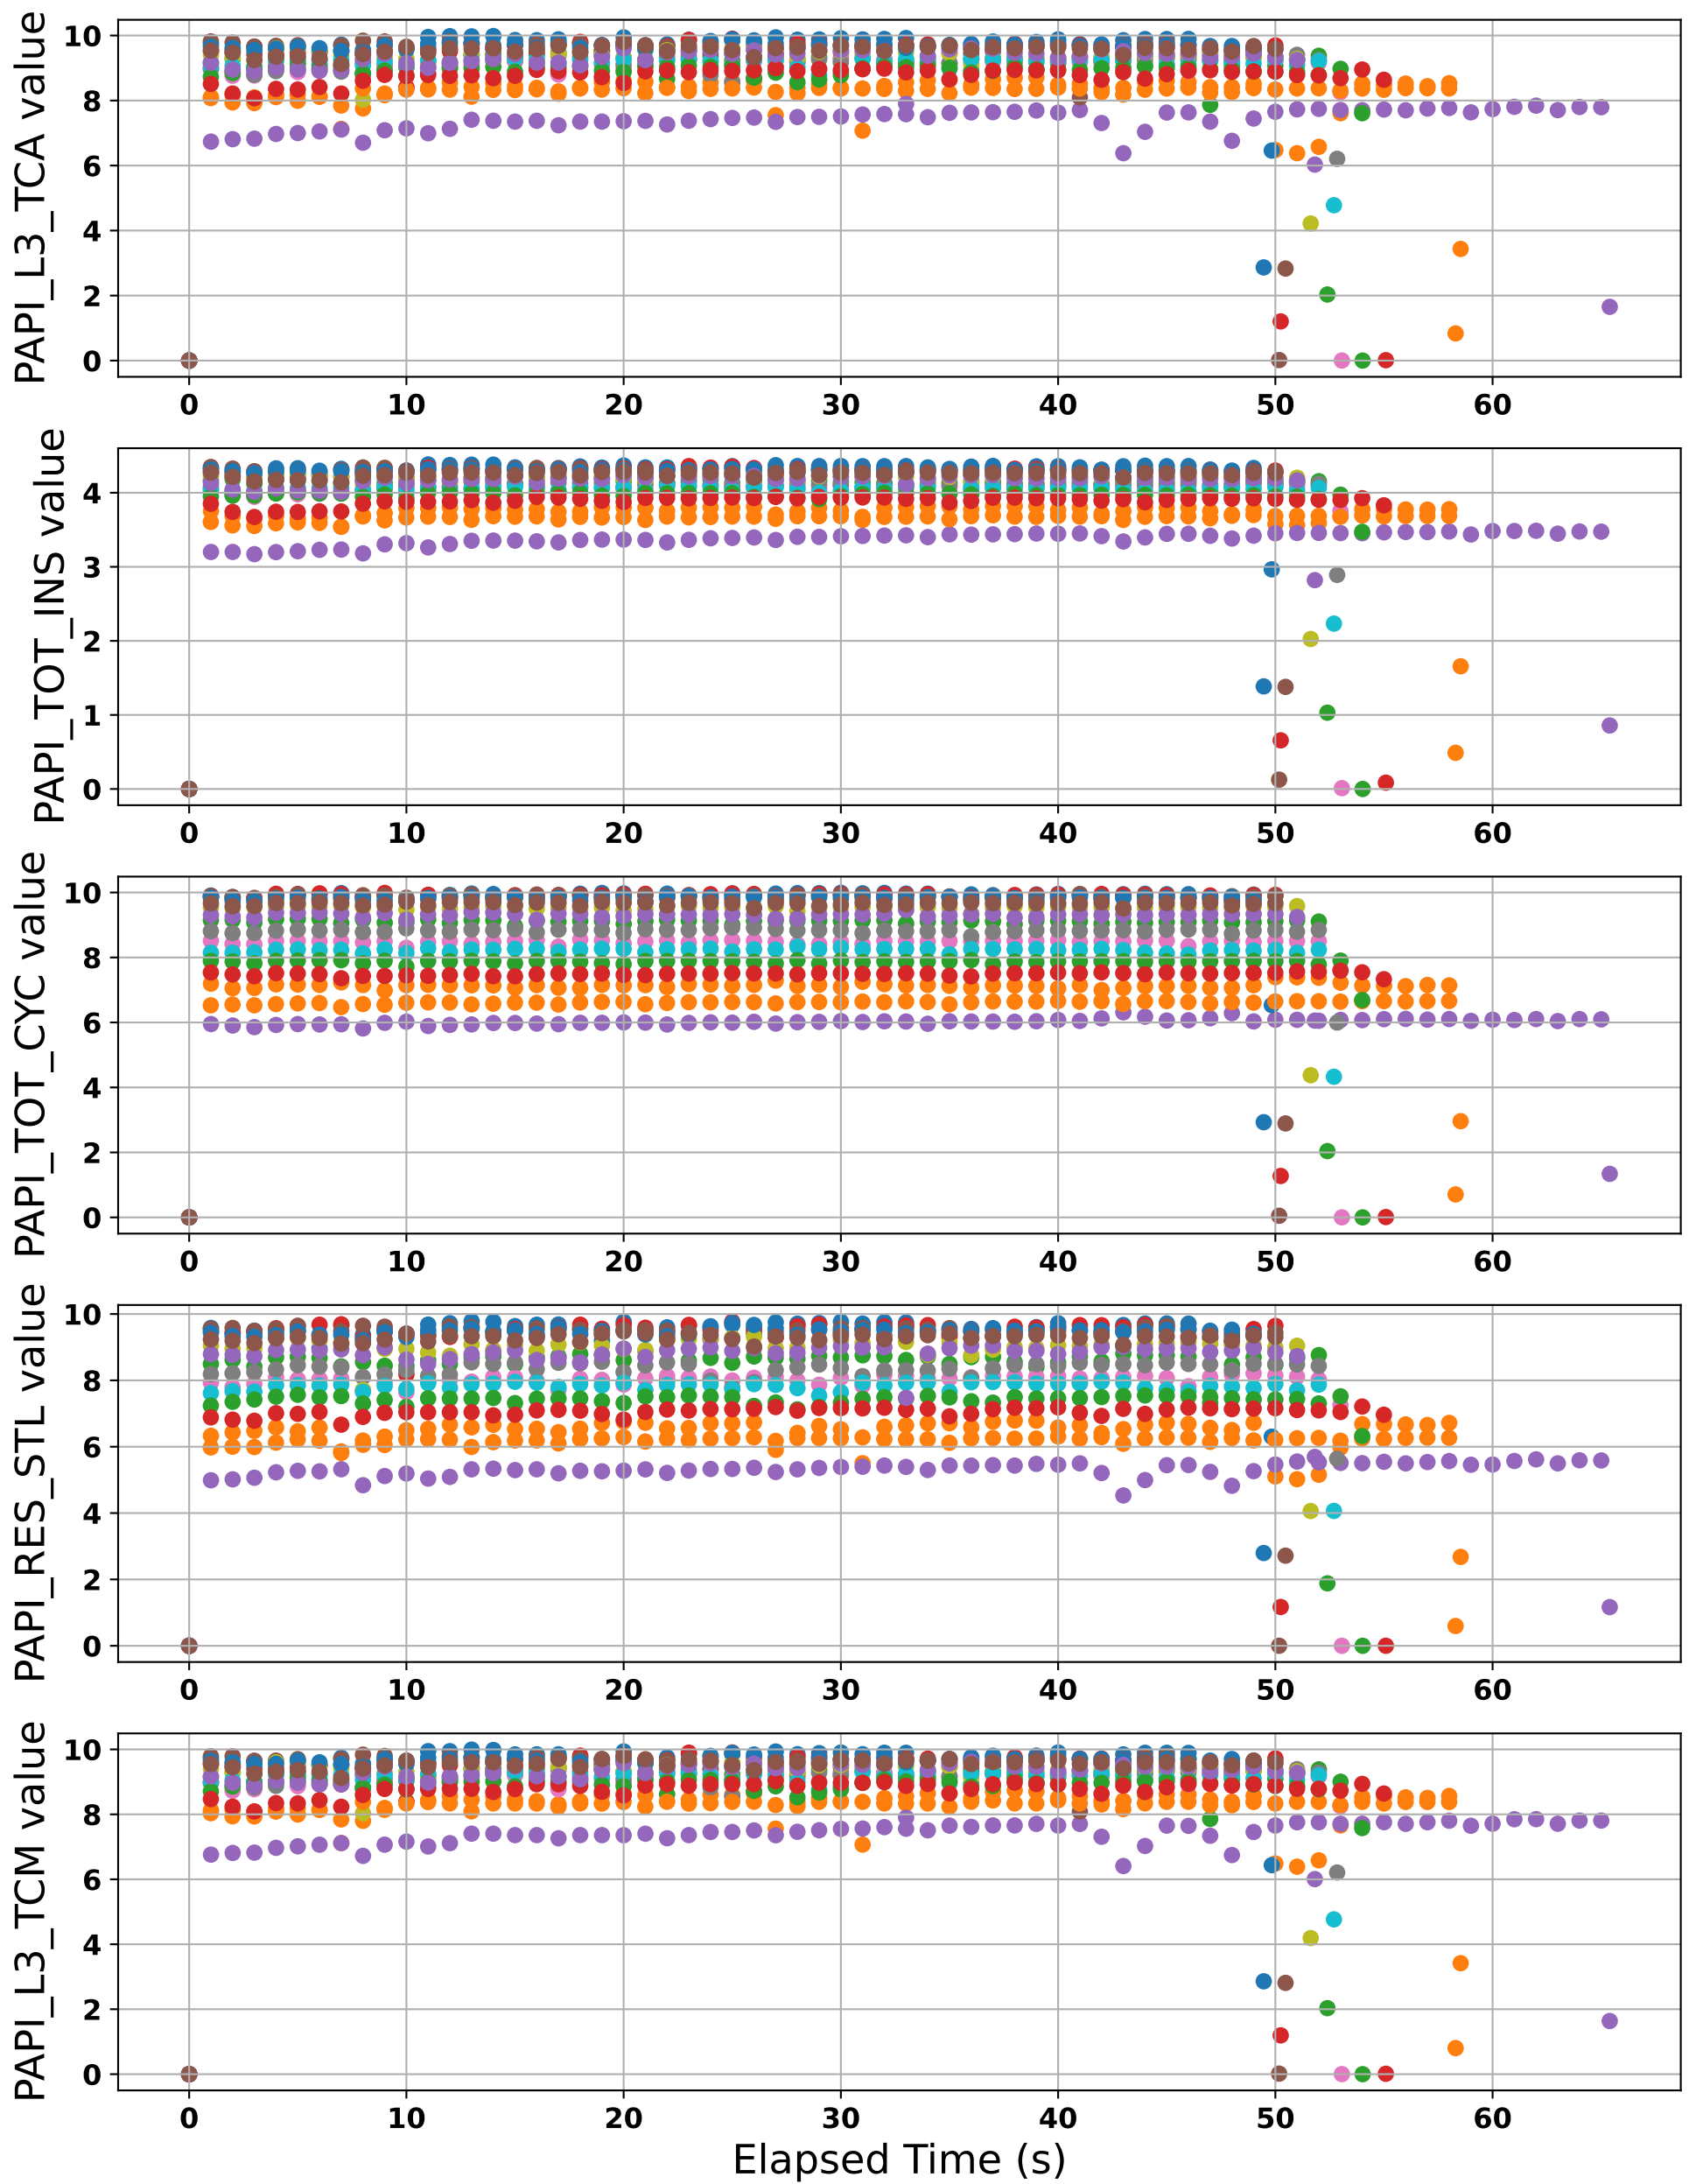 PAPI_L3_TCA value
10
8
6
4
2
0
0 10 20 30 40 50 60
PAPI_TOT_INS value
4
3
2
1
0
0 10 20 30 40 50 60
PAPI_TOT_CYC value
10
8
6
4
2
0
0 10 20 30 40 50 60
PAPI_RES_STL value
10
8
6
4
2
0
0 10 20 30 40 50 60
PAPI_L3_TCM value
10
8
6
4
2
0
0 10 20 30 40 50 60
Elapsed Time (s)